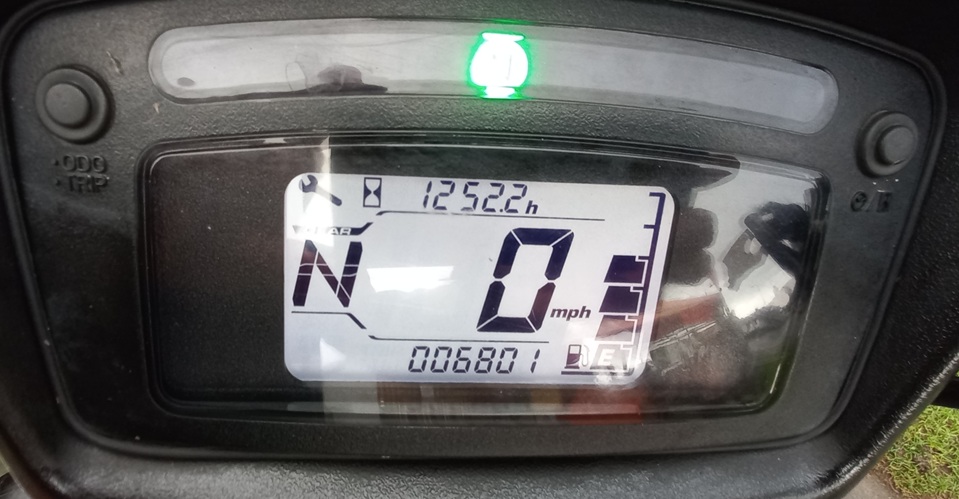 N
• ODO
• TRIP
1252.2h
GEAR
N
0 mph
006801
E